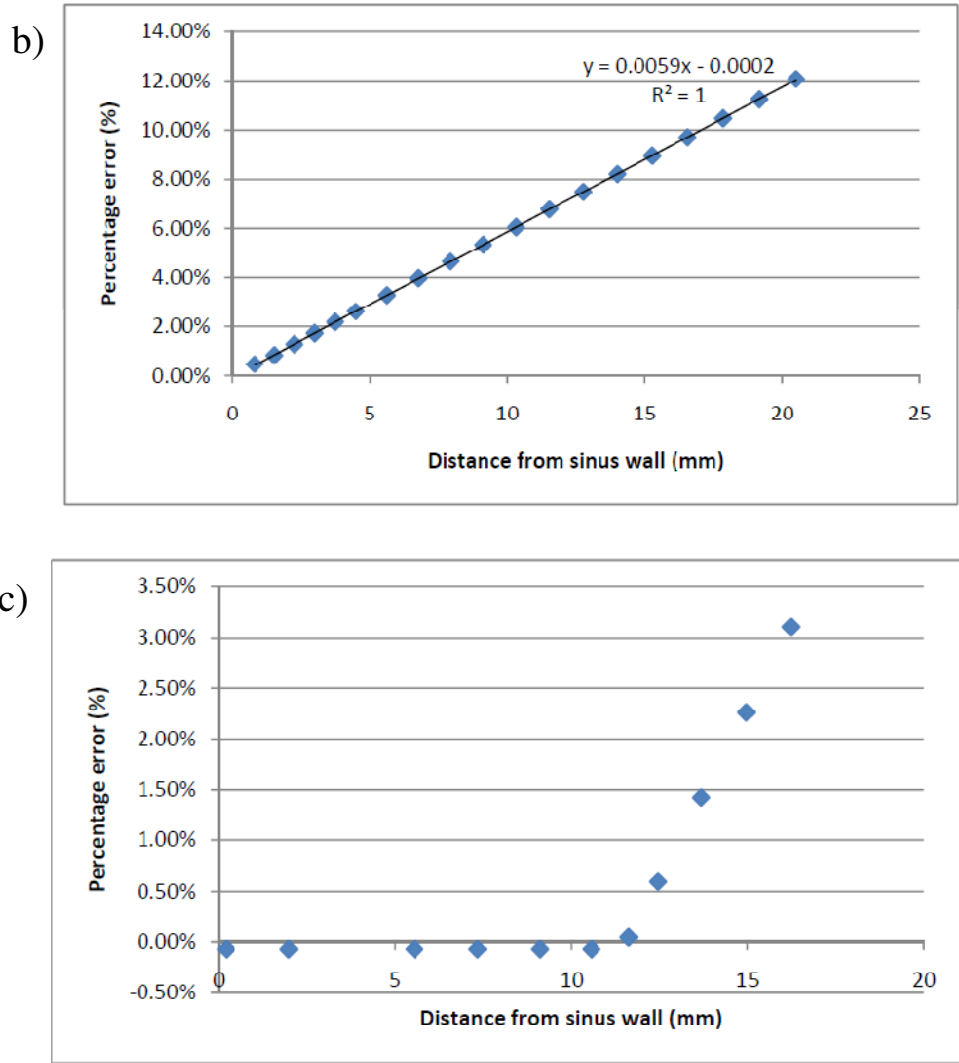 b)
14.00%
12.00%
10.00%
8.00%
6.00%
4.00%
2.00%
0.00%
Percentage error (%)
y = 0.0059x - 0.0002
R² = 1
0 5 10 15 20 25
Distance from sinus wall (mm)
c)
3.50%
3.00%
2.50%
2.00%
1.50%
1.00%
0.50%
0.00%
-0.50%
Percentage error (%)
0 5 10 15 20
Distance from sinus wall (mm)